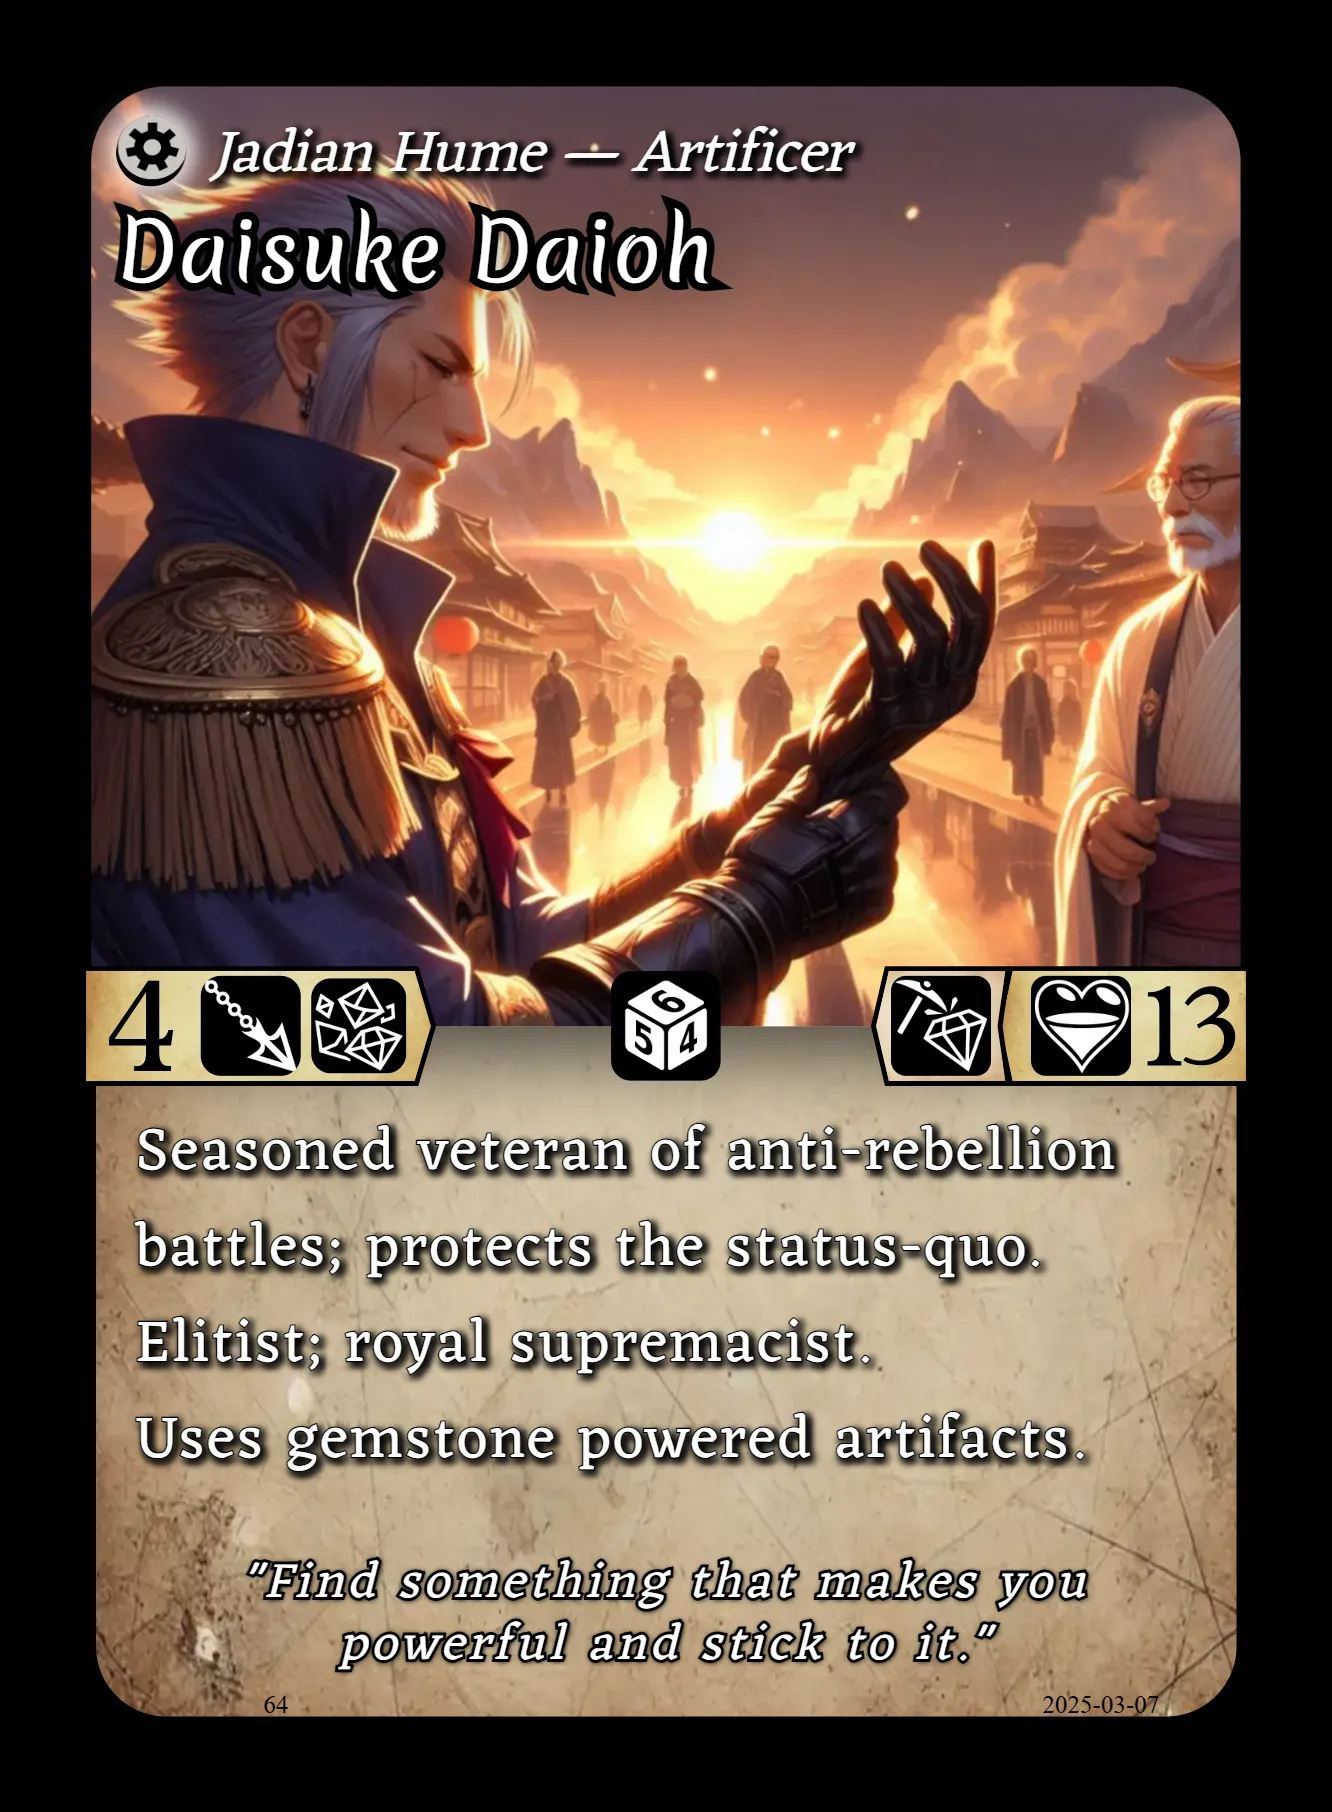 Jadian Hume — Artificer
Daisuke Daioh
4
6
5 4
13
Seasoned veteran of anti-rebellion
battles; protects the status-quo.
Elitist; royal supremacist.
Uses gemstone powered artifacts.
"Find something that makes you
powerful and stick to it."
64
2025-03-07